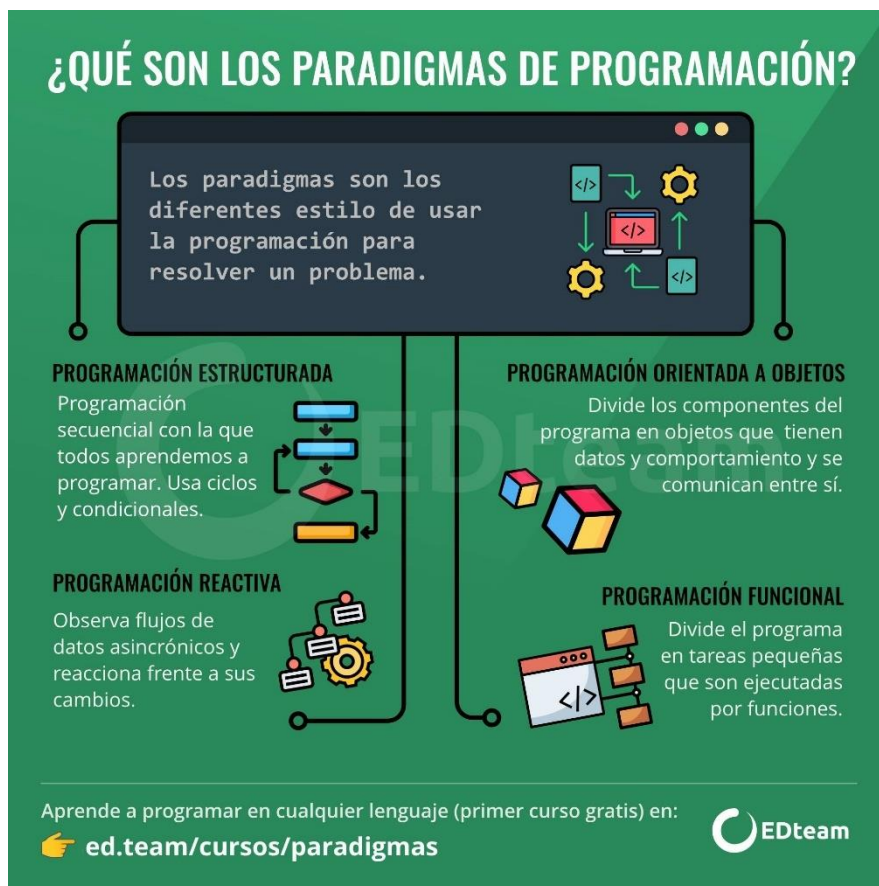 ¿QUÉ SON LOS PARADIGMAS DE PROGRAMACIÓN?
Los paradigmas son los
diferentes estilo de usar
la programación para
resolver un problema.
</>
</>
</>
PROGRAMACIÓN ESTRUCTURADA
Programación
secuencial con la que
todos aprendemos a
programar. Usa ciclos
y condicionales.
PROGRAMACIÓN ORIENTADA A OBJETOS
Divide los componentes del
programa en objetos que tienen
datos y comportamiento y se
comunican entre sí.
EDteam
PROGRAMACIÓN REACTIVA
Observa flujos de
datos asincrónicos y
reacciona frente a sus
cambios.
PROGRAMACIÓN FUNCIONAL
Divide el programa
en tareas pequeñas
que son ejecutadas
por funciones.
</>
Aprende a programar en cualquier lenguaje (primer curso gratis) en:
👉 ed.team/cursos/paradigmas
EDteam